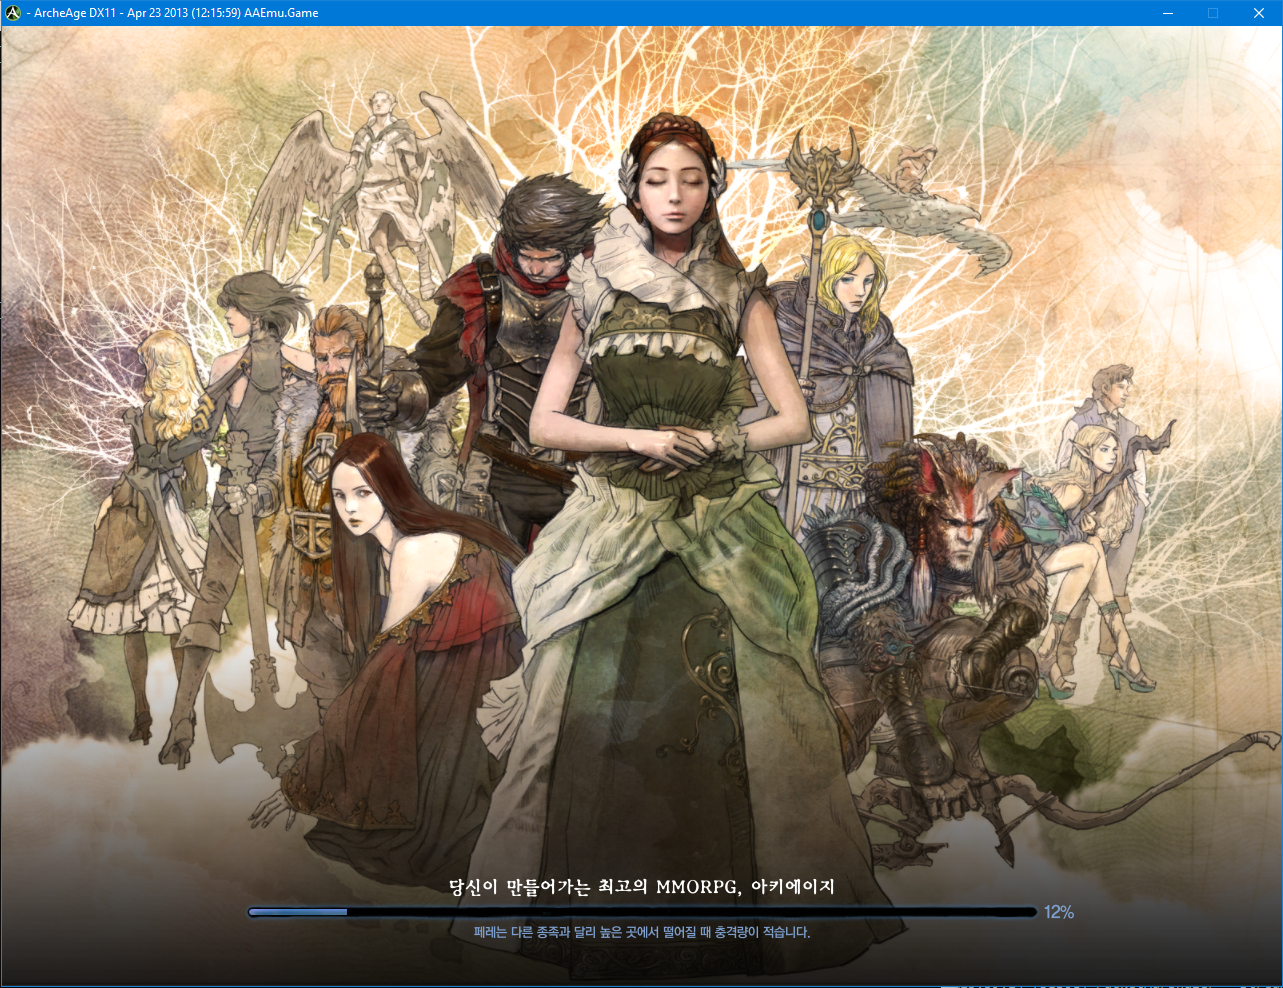 - ArcheAge DX11 - Apr 23 2013 (12:15:59) AAEmu.Game
당신이 만들어가는 최고의 MMORPG, 아키에이지
12%
페레는 다른 종족과 달리 높은 곳에서 떨어질 때 충격량이 적습니다.